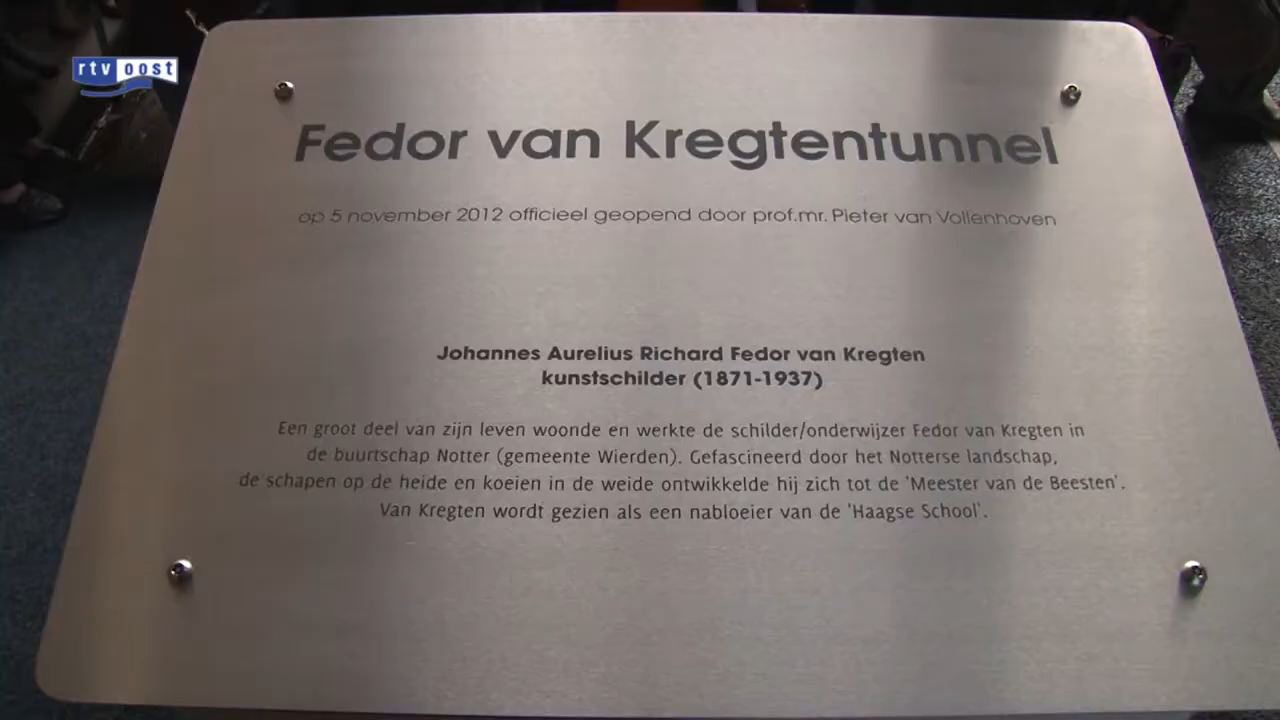 rtv oost
Fedor van Kregtentunnel
op 5 november 2012 officieel geopend door prof.mr. Pieter van Vollenhoven
Johannes Aurelius Richard Fedor van Kregten
kunstschilder (1871-1937)
Een groot deel van zijn leven woonde en werkte de schilder/onderwijzer Fedor van Kregten in
de buurtschap Notter (gemeente Wierden). Gefascineerd door het Notterse landschap,
de schapen op de heide en koeien in de weide ontwikkelde hij zich tot de 'Meester van de Beesten'.
Van Kregten wordt gezien als een nabloeier van de 'Haagse School'.